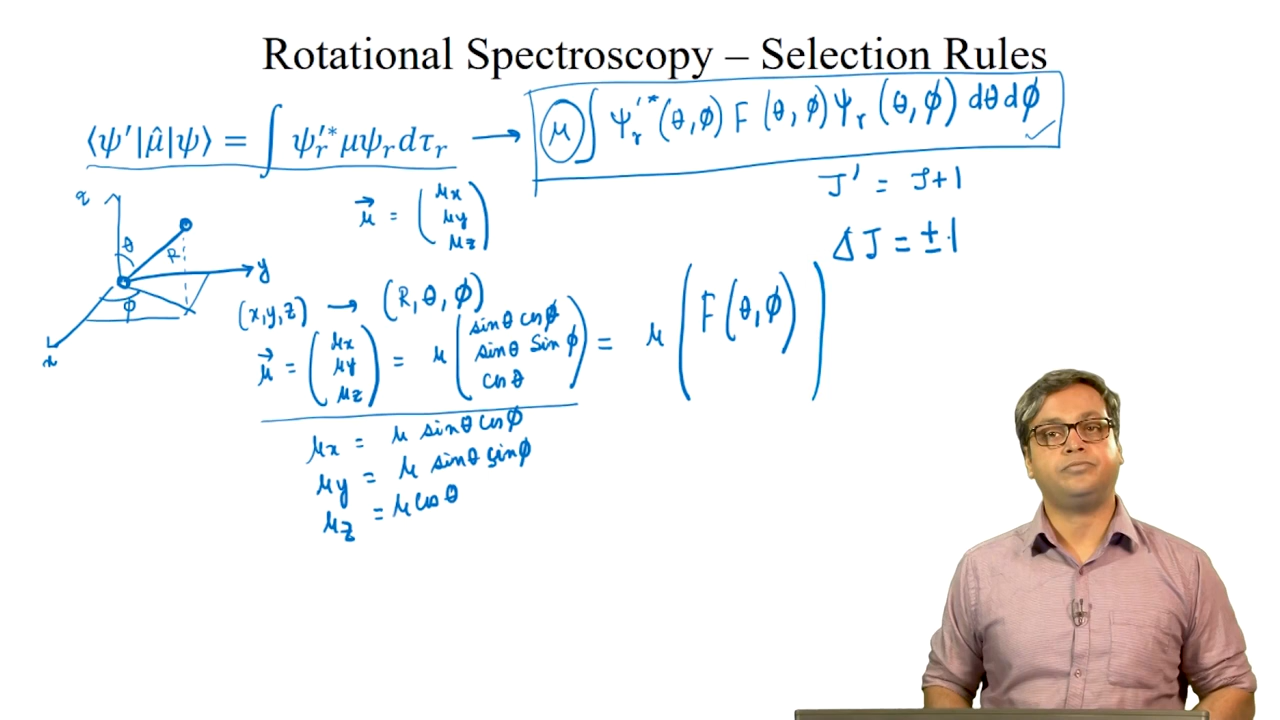 Rotational Spectroscopy – Selection Rules
⟨ψ′|μ̂|ψ⟩ = ∫ ψ′*ᵣ μψᵣ dτᵣ → μ ∫ Ψ′*ᵣ (θ,ϕ) F (θ,ϕ) Ψᵣ (θ,ϕ) dθ dϕ ✓
J′ = J+1
ΔJ = ±1
z
θ
R
y
ϕ
x
μ⃗ = (μx μy μz)
(x,y,z) → (R,θ,ϕ)
μ⃗ = (μx μy μz) = μ (sinθ cosϕ sinθ sinϕ cosθ) = μ (F(θ,ϕ))
μx = μ sinθ cosϕ
μy = μ sinθ sinϕ
μz = μ cosθ